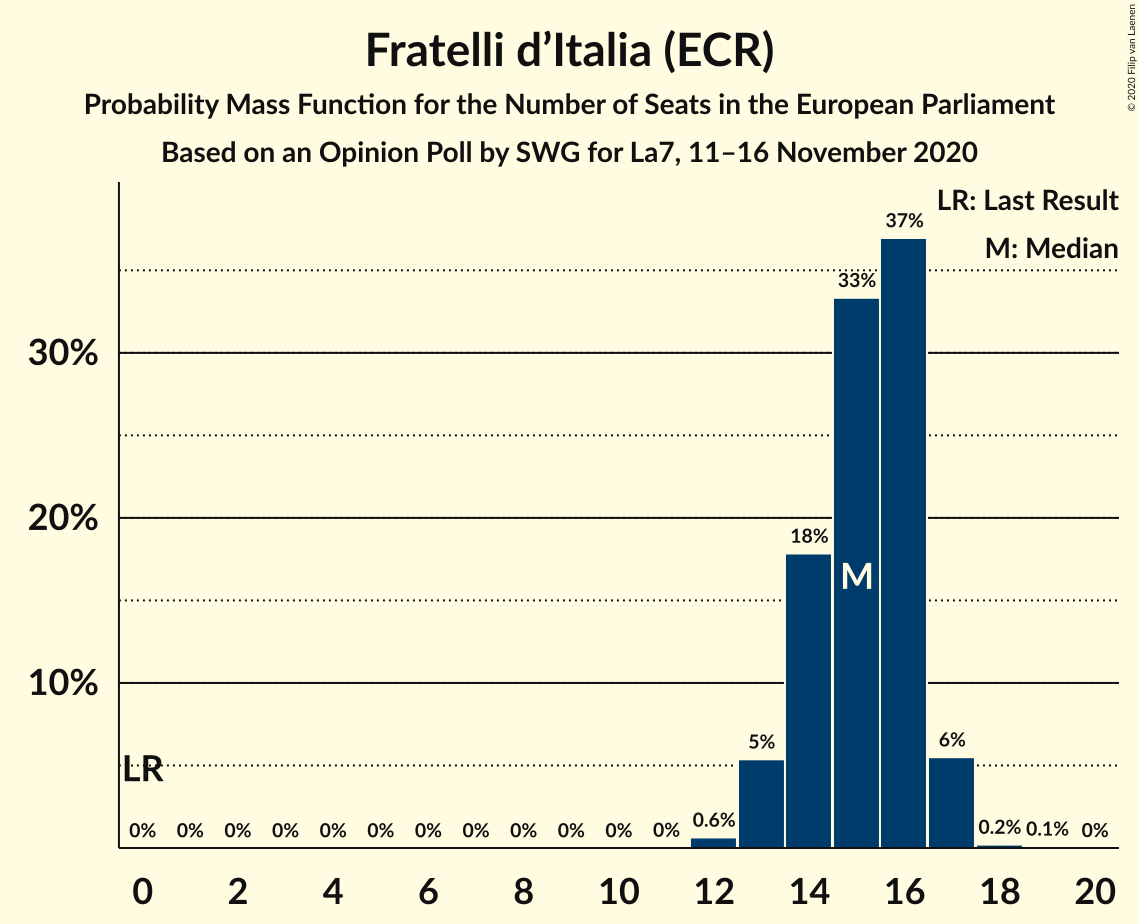 Fratelli d’Italia (ECR)
Probability Mass Function for the Number of Seats in the European Parliament
Based on an Opinion Poll by SWG for La7, 11–16 November 2020
© 2020 Filip van Laenen
LR: Last Result
M: Median
30%
20%
10%
37%
33%
18%
M
5%
6%
LR
0% 0% 0% 0% 0% 0% 0% 0% 0% 0% 0% 0% 0.6% 0.2% 0.1% 0%
0 2 4 6 8 10 12 14 16 18 20